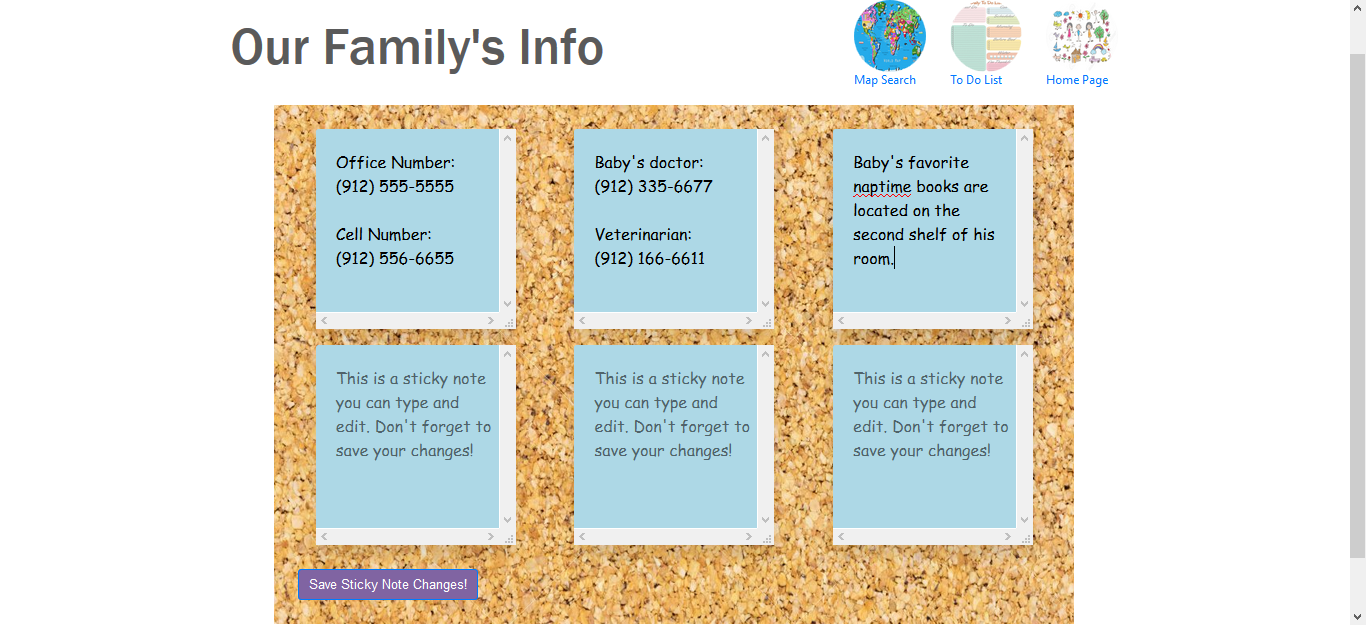 Our Family's Info
Map Search
To Do List
Home Page
Office Number:
(912) 555-5555
Cell Number:
(912) 556-6655
Baby's doctor:
(912) 335-6677
Veterinarian:
(912) 166-6611
Baby's favorite
naptime books are
located on the
second shelf of his
room.
This is a sticky note
you can type and
edit. Don't forget to
save your changes!
This is a sticky note
you can type and
edit. Don't forget to
save your changes!
This is a sticky note
you can type and
edit. Don't forget to
save your changes!
Save Sticky Note Changes!